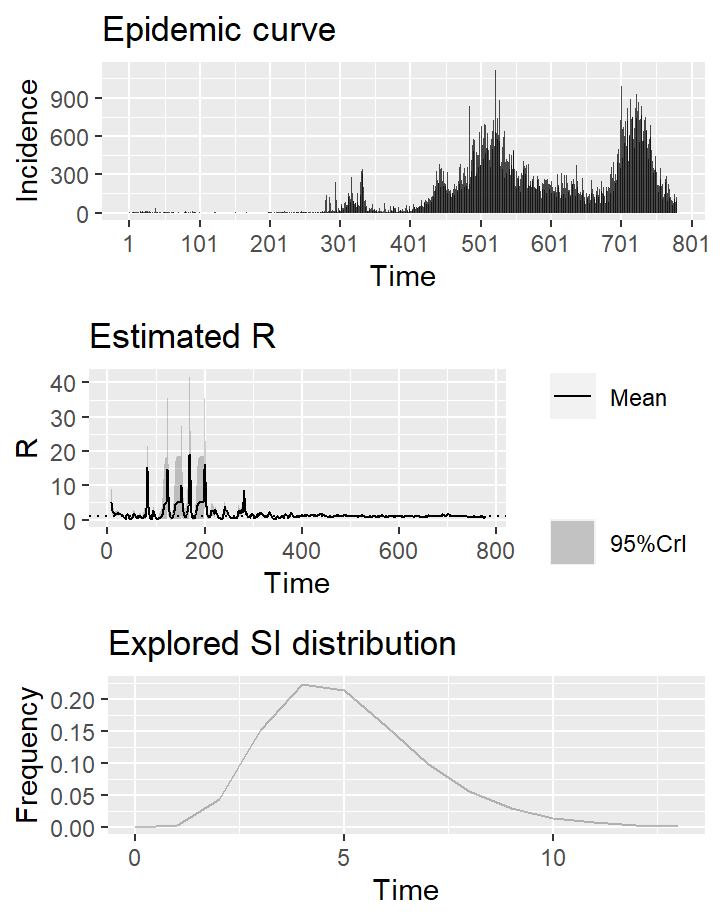 Epidemic curve
Incidence
900
600
300
0
1 101 201 301 401 501 601 701 801
Time
Estimated R
R
40
30
20
10
0
0 200 400 600 800
Time
Mean
95%CrI
Explored SI distribution
Frequency
0.20
0.15
0.10
0.05
0.00
0 5 10
Time